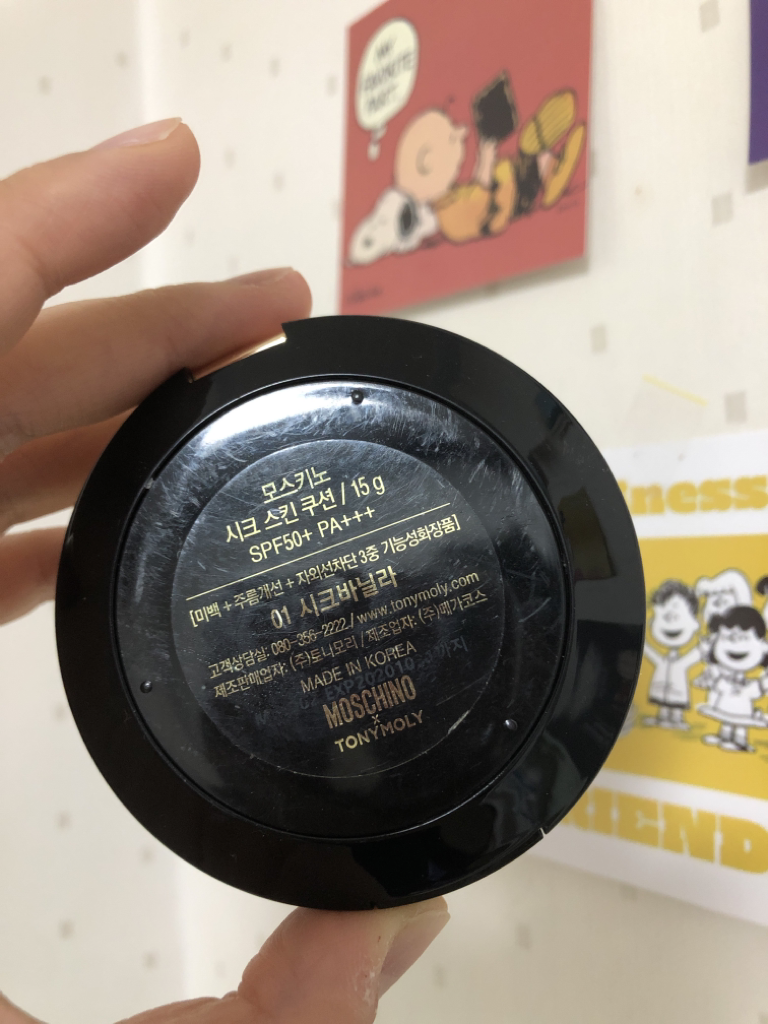 MY
FAVORITE
모스키노
시크 스킨 쿠션 / 15 g
SPF50+ PA+++
[미백 + 주름개선 + 자외선차단 3중 기능성화장품]
01 시크바닐라
고객상담실: 080-356-2222 / www.tonymoly.com
제조판매업자: (주)토니모리 / 제조업자: (주)메가코스
MADE IN KOREA
MOSCHINO
x
TONYMOLY